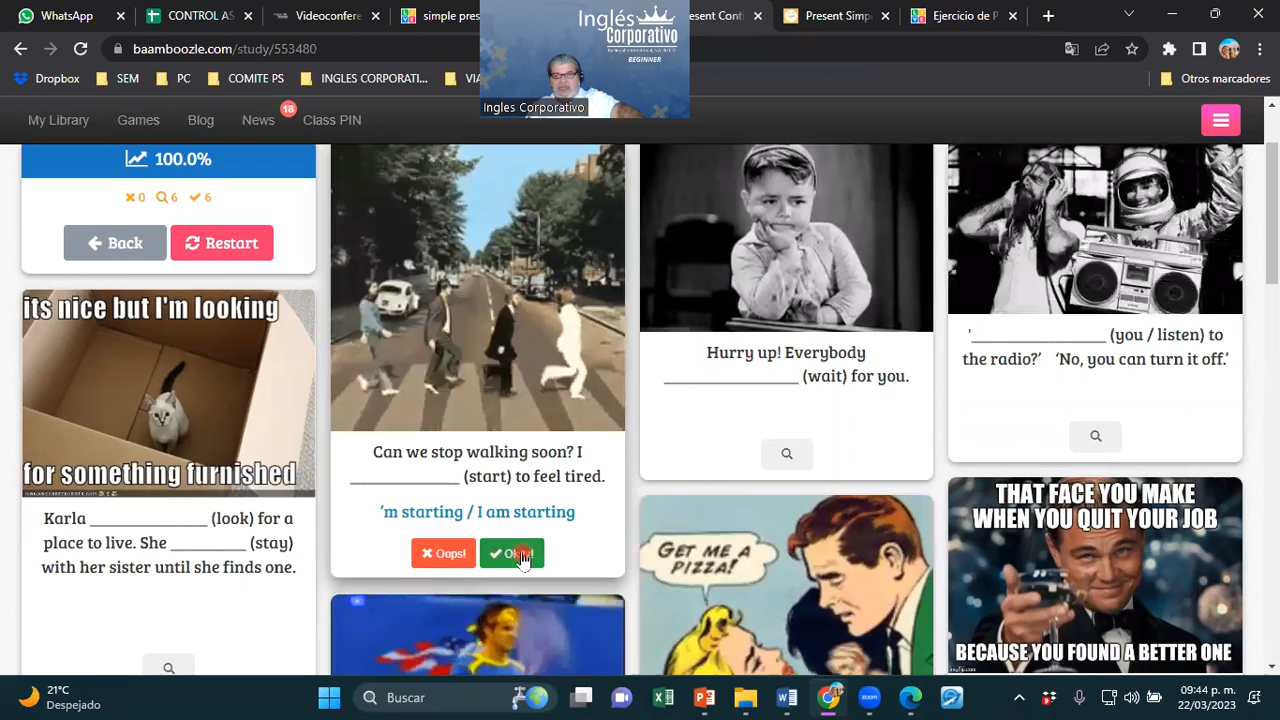 WhatsApp
CONTROL AS
Videoconfere
simple pres
esent Conti
Present Simp
Ejercicio de P
baamboozle.com/study/553480
Dropbox
SEM
PC
COMITE PS
INGLES CORPORATI...
VIA
Otros marcadores
Inglés
Corporativo
BEGINNER
Ingles Corporativo
My Library
Games
Blog
News
18
Class PIN
100.0%
0
6
6
Back
Restart
its nice but I'm looking
for something furnished
Karla ______________ (look) for a
place to live. She _________ (stay)
with her sister until she finds one.
Can we stop walking soon? I
_____________ (start) to feel tired.
'm starting / I am starting
Oops!
Okay!
Hurry up! Everybody
________________ (wait) for you.
GET ME A
PIZZA!
'________________ (you / listen) to
the radio?' 'No, you can turn it off.'
THAT FACE YOU MAKE
WHEN YOU QUIT YOUR JOB
BECAUSE YOU FOUND A BETTER ONE
imgflip.com
21°C
Despejado
Buscar
09:44 p. m.
22/03/2023